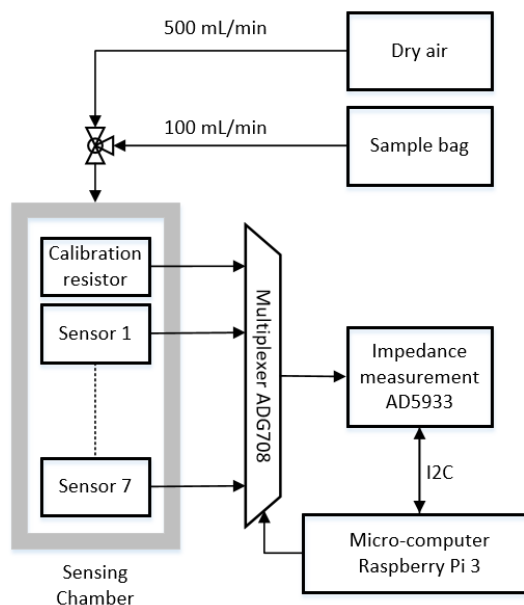 500 mL/min
Dry air
100 mL/min
Sample bag
Calibration
resistor
Sensor 1
Sensor 7
Multiplexer ADG708
Impedance
measurement
AD5933
I2C
Micro-computer
Raspberry Pi 3
Sensing
Chamber